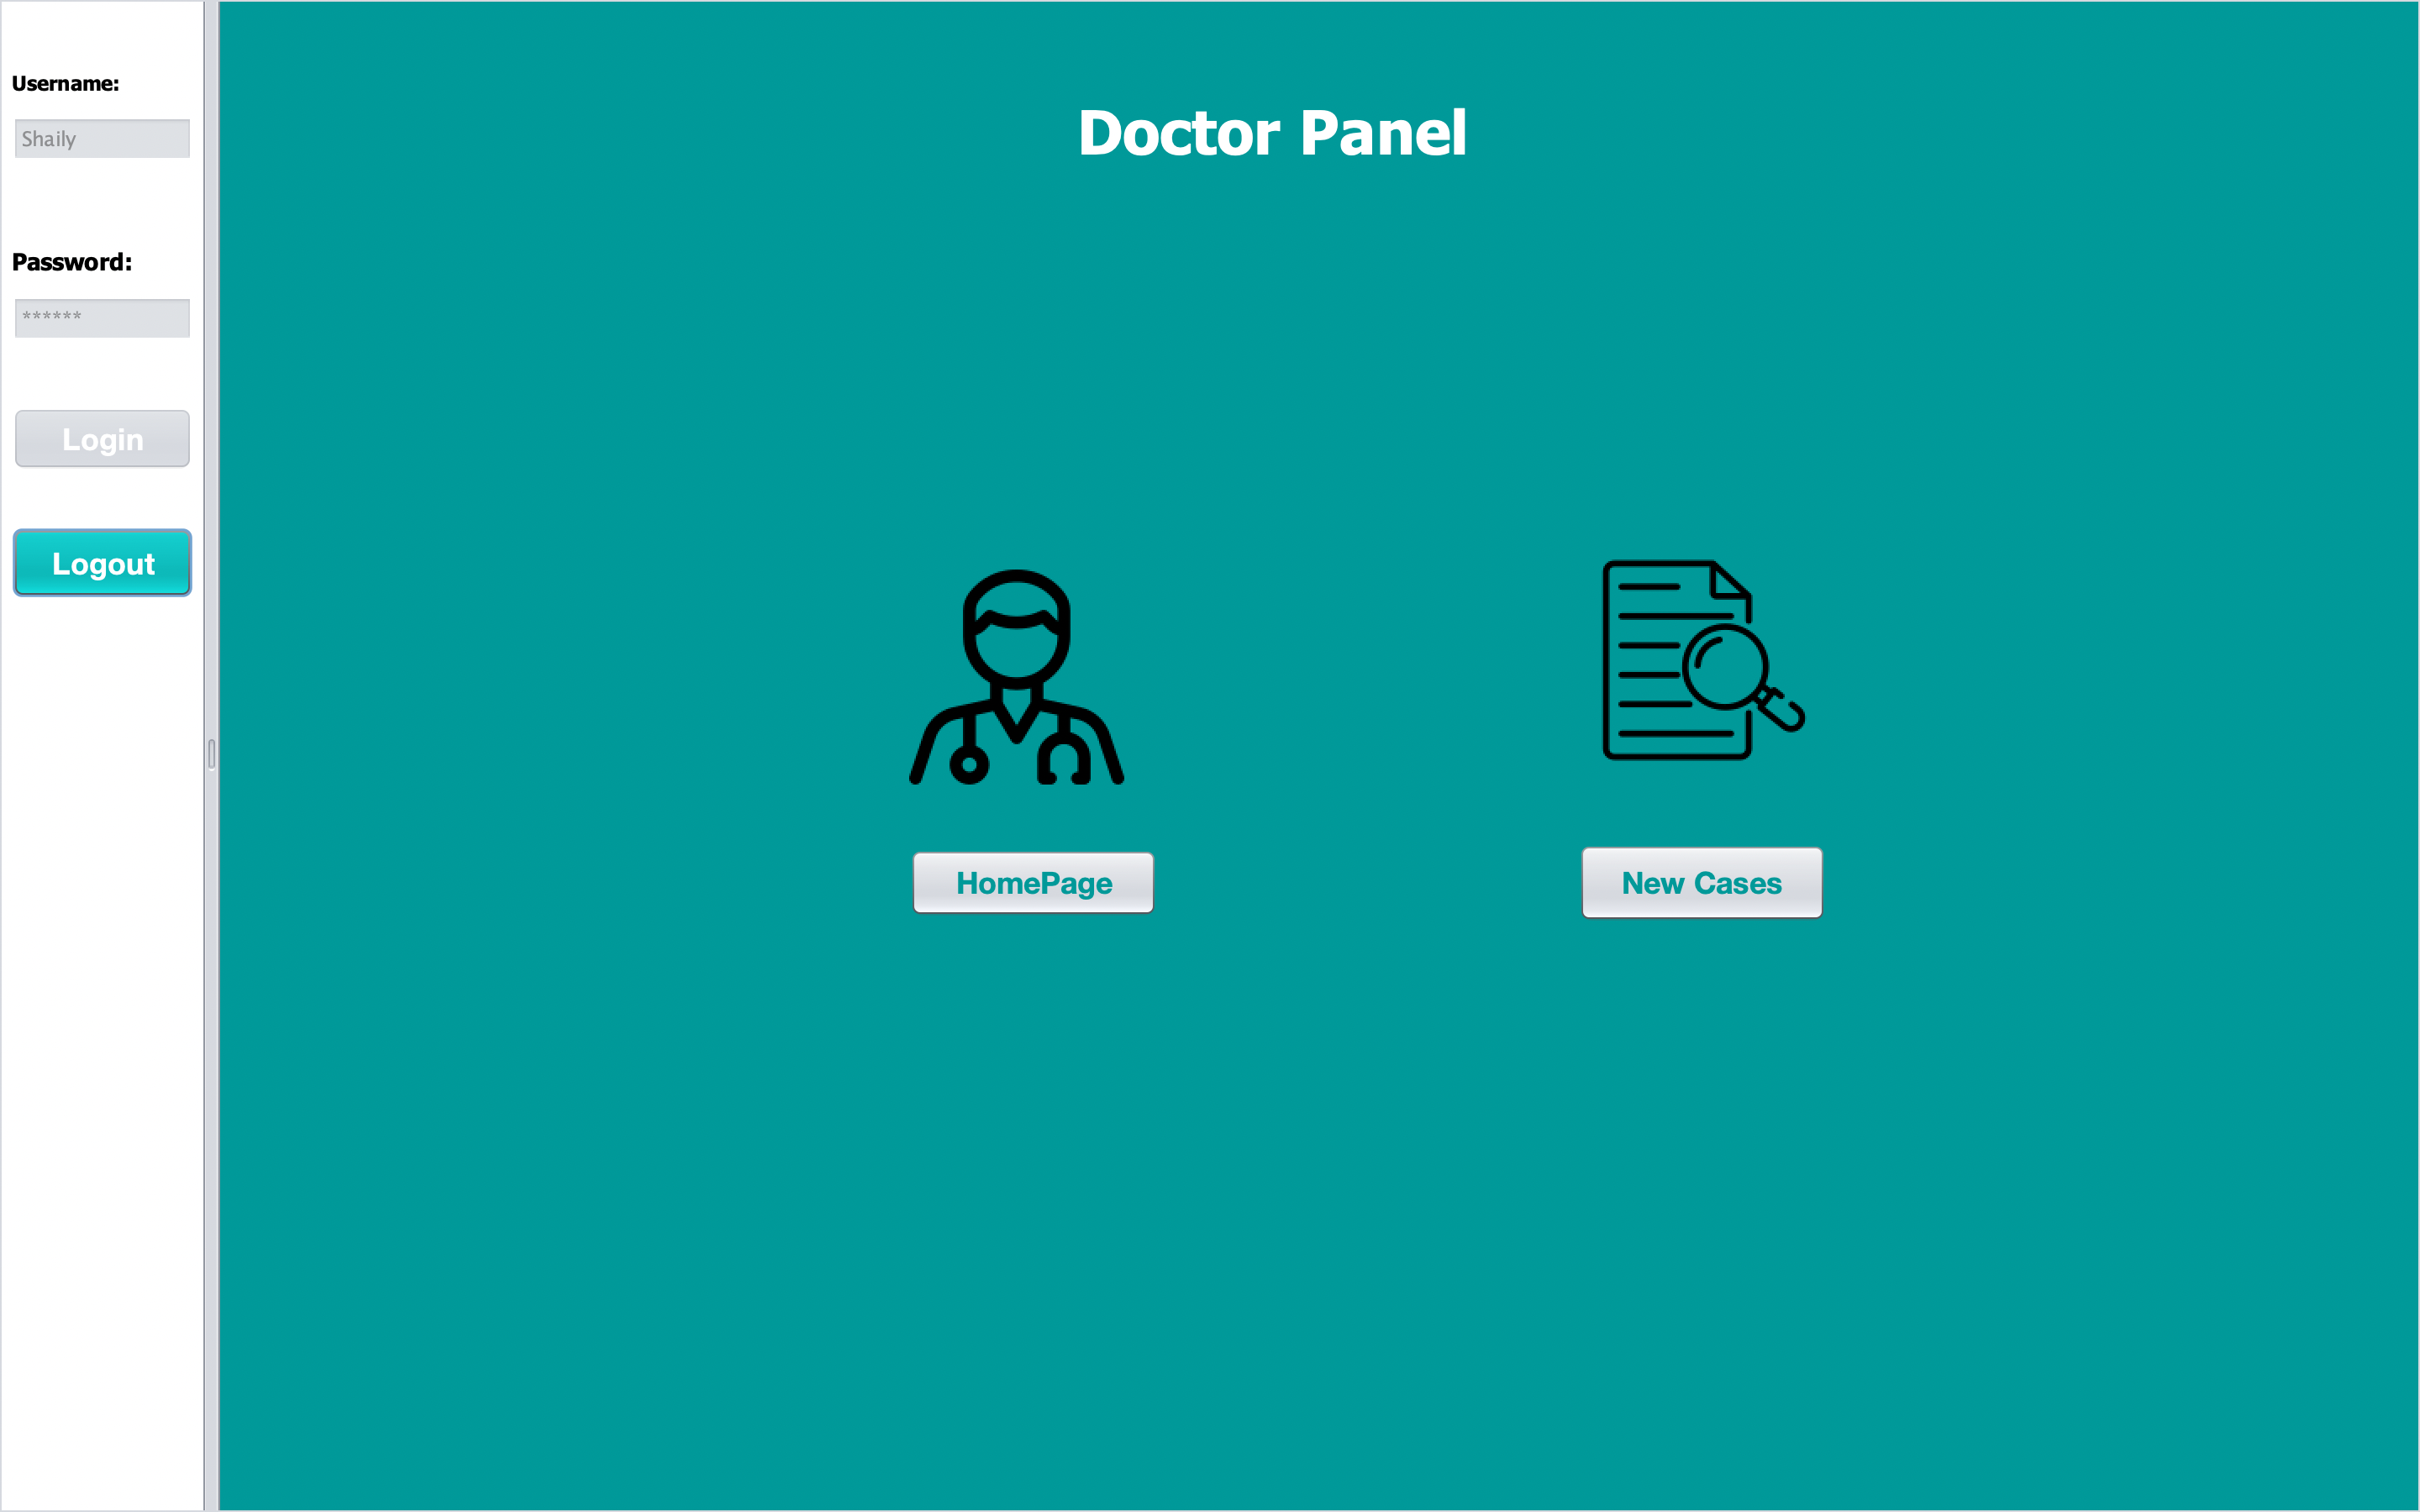 Username:
Shaily
Password:
******
Login
Logout
Doctor Panel
HomePage
New Cases